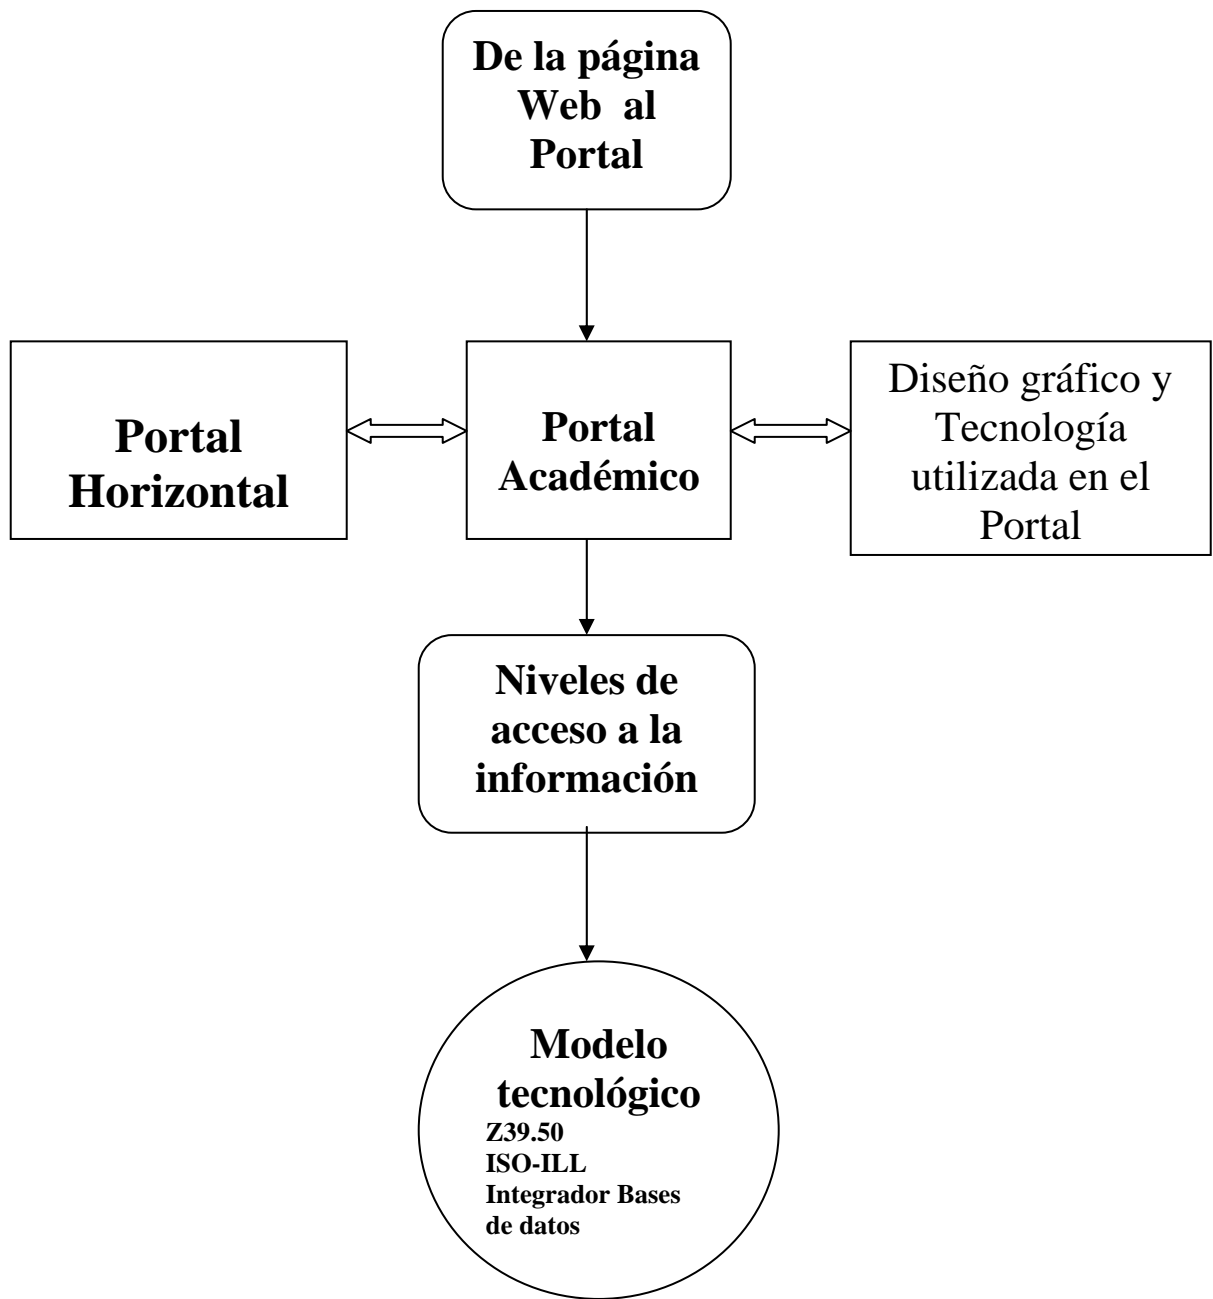 De la página
Web al
Portal
Portal
Horizontal
Portal
Académico
Diseño gráfico y
Tecnología
utilizada en el
Portal
Niveles de
acceso a la
información
Modelo
tecnológico
Z39.50
ISO-ILL
Integrador Bases
de datos